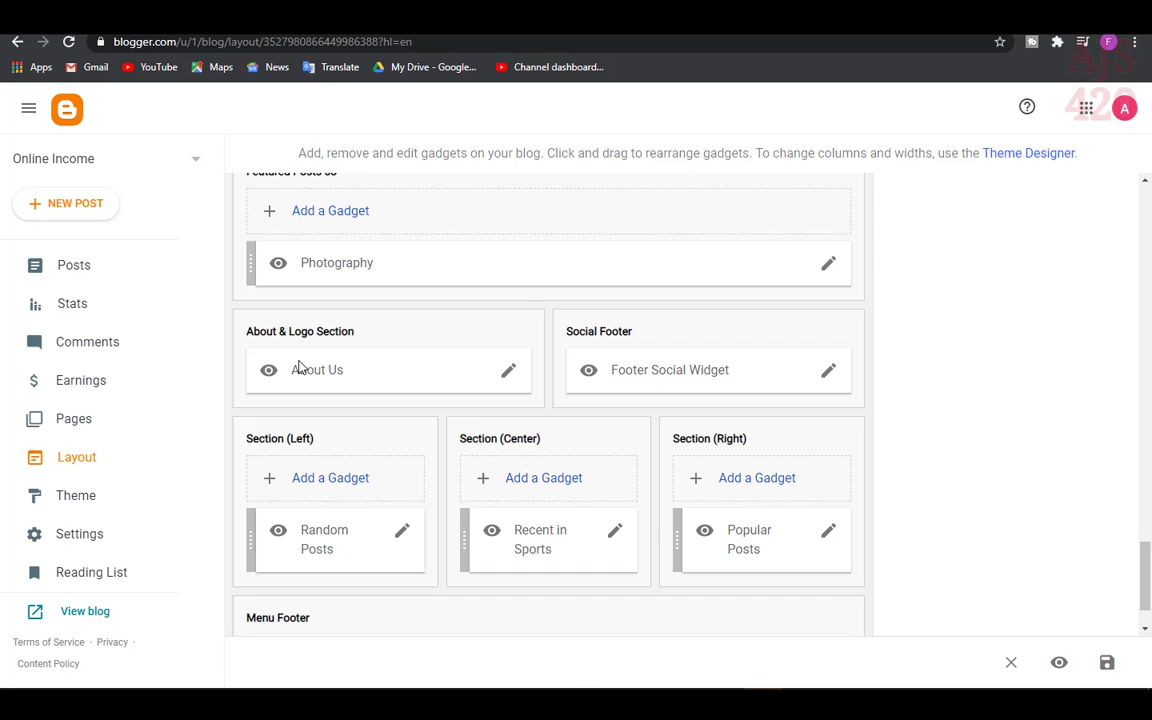 blogger.com/u/1/blog/layout/3527980866449986388?hl=en
Apps Gmail YouTube Maps News Translate My Drive - Google... Channel dashboard...
F
AJS
420
A
Online Income
Add, remove and edit gadgets on your blog. Click and drag to rearrange gadgets. To change columns and widths, use the Theme Designer.
NEW POST
Posts
Stats
Comments
Earnings
Pages
Layout
Theme
Settings
Reading List
View blog
Terms of Service · Privacy ·
Content Policy
Add a Gadget
Photography
About & Logo Section
About Us
Social Footer
Footer Social Widget
Section (Left)
Add a Gadget
Random
Posts
Section (Center)
Add a Gadget
Recent in
Sports
Section (Right)
Add a Gadget
Popular
Posts
Menu Footer